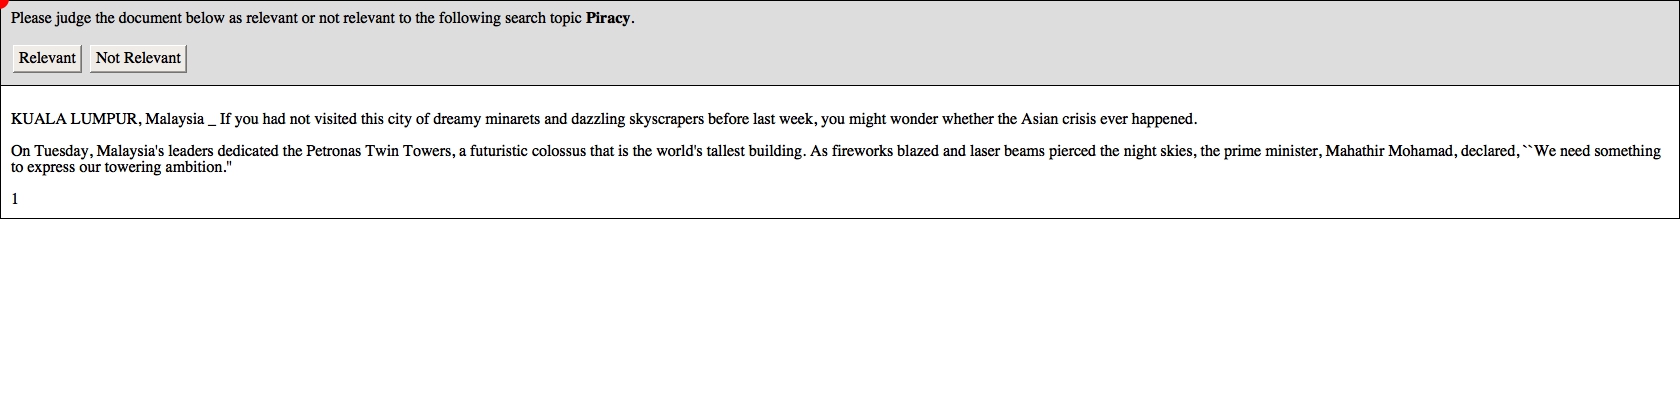 Please judge the document below as relevant or not relevant to the following search topic Piracy.
Relevant Not Relevant
KUALA LUMPUR, Malaysia _ If you had not visited this city of dreamy minarets and dazzling skyscrapers before last week, you might wonder whether the Asian crisis ever happened.
On Tuesday, Malaysia's leaders dedicated the Petronas Twin Towers, a futuristic colossus that is the world's tallest building. As fireworks blazed and laser beams pierced the night skies, the prime minister, Mahathir Mohamad, declared, ``We need something
to express our towering ambition.''
1